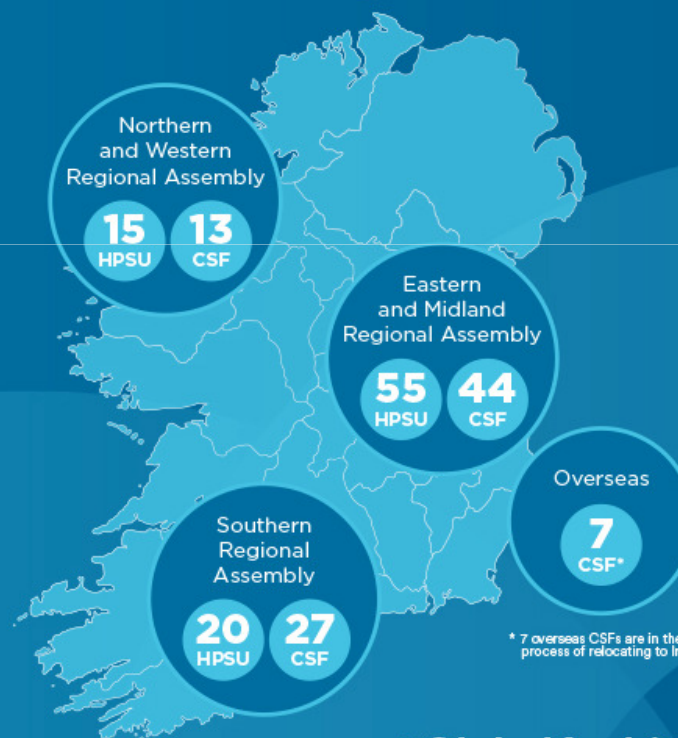 Northern
and Western
Regional Assembly
15
HPSU
13
CSF
Eastern
and Midland
Regional Assembly
55
HPSU
44
CSF
Overseas
7
CSF*
Southern
Regional
Assembly
20
HPSU
27
CSF
* 7 overseas CSFs are in the
process of relocating to